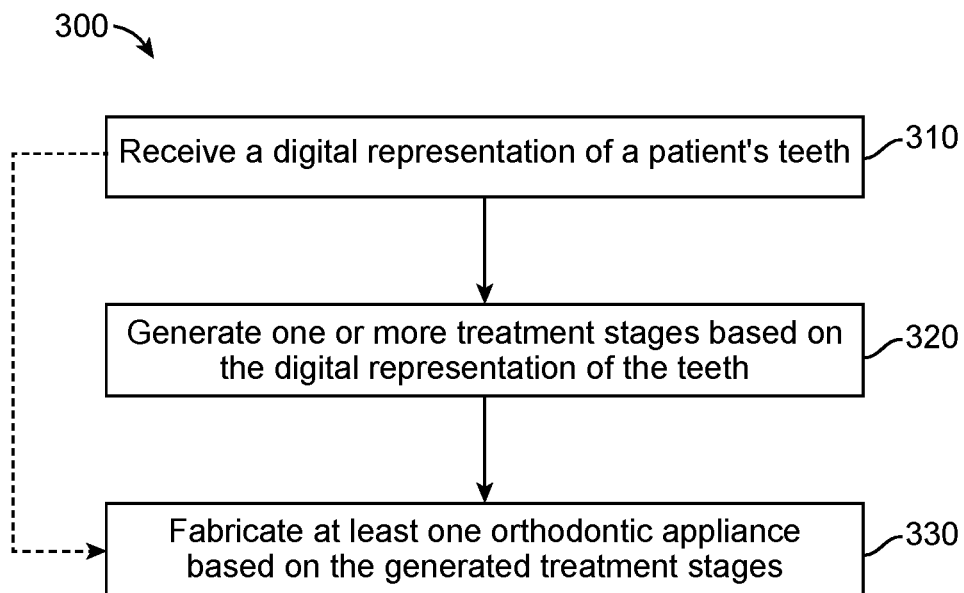 300
Receive a digital representation of a patient's teeth
310
Generate one or more treatment stages based on
the digital representation of the teeth
320
Fabricate at least one orthodontic appliance
based on the generated treatment stages
330